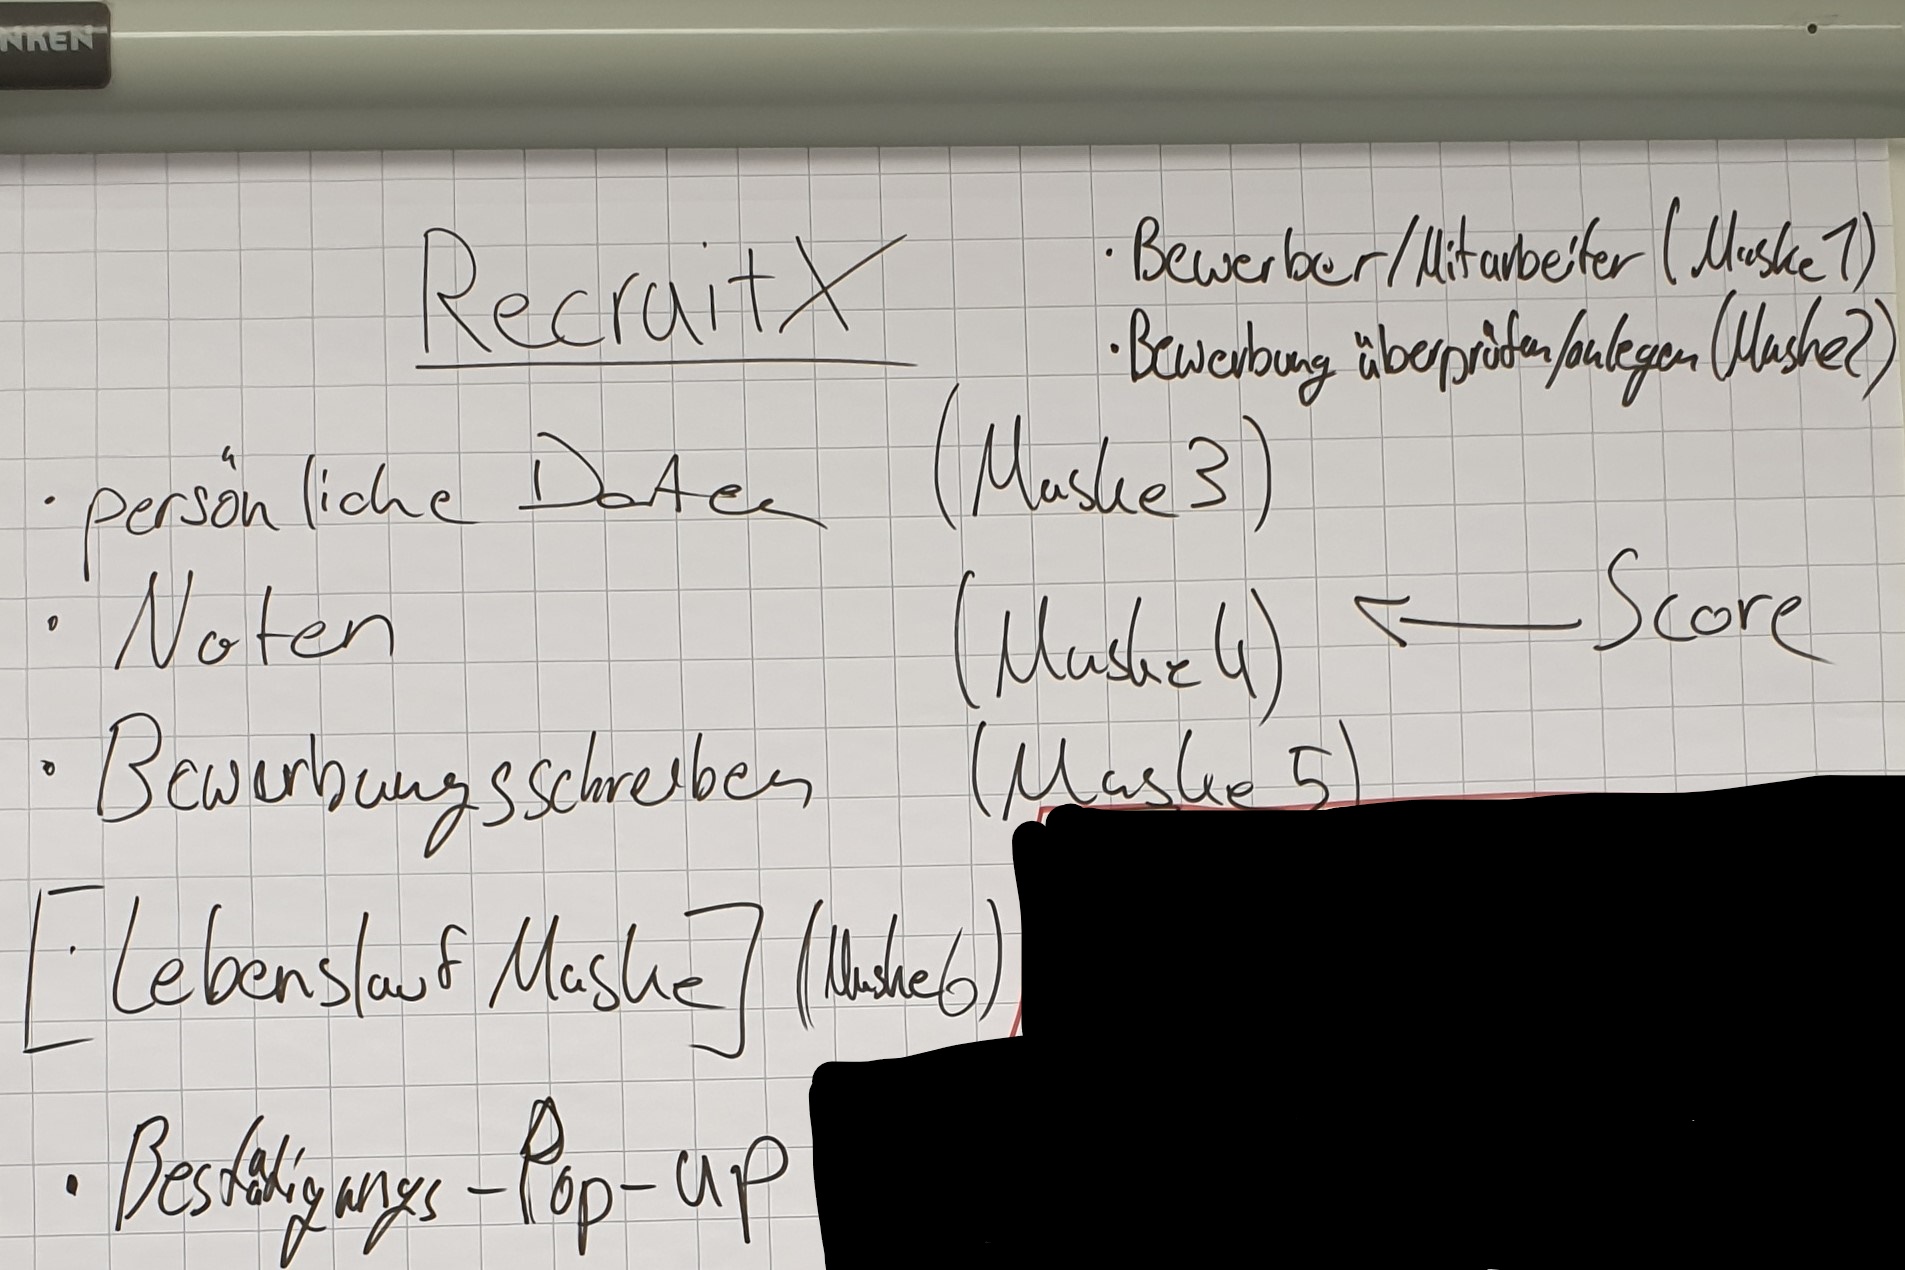 NKEN
RecruitX
· Bewerber/Mitarbeiter (Maske 1)
· Bewerbung überprüfen/anlegen (Maske 2)
· persönliche Daten (Maske 3)
· Noten (Maske 4) ← Score
· Bewerbungsschreiben (Maske 5)
[· Lebenslauf Maske] (Maske 6)
· Bestätigungs-Pop-up